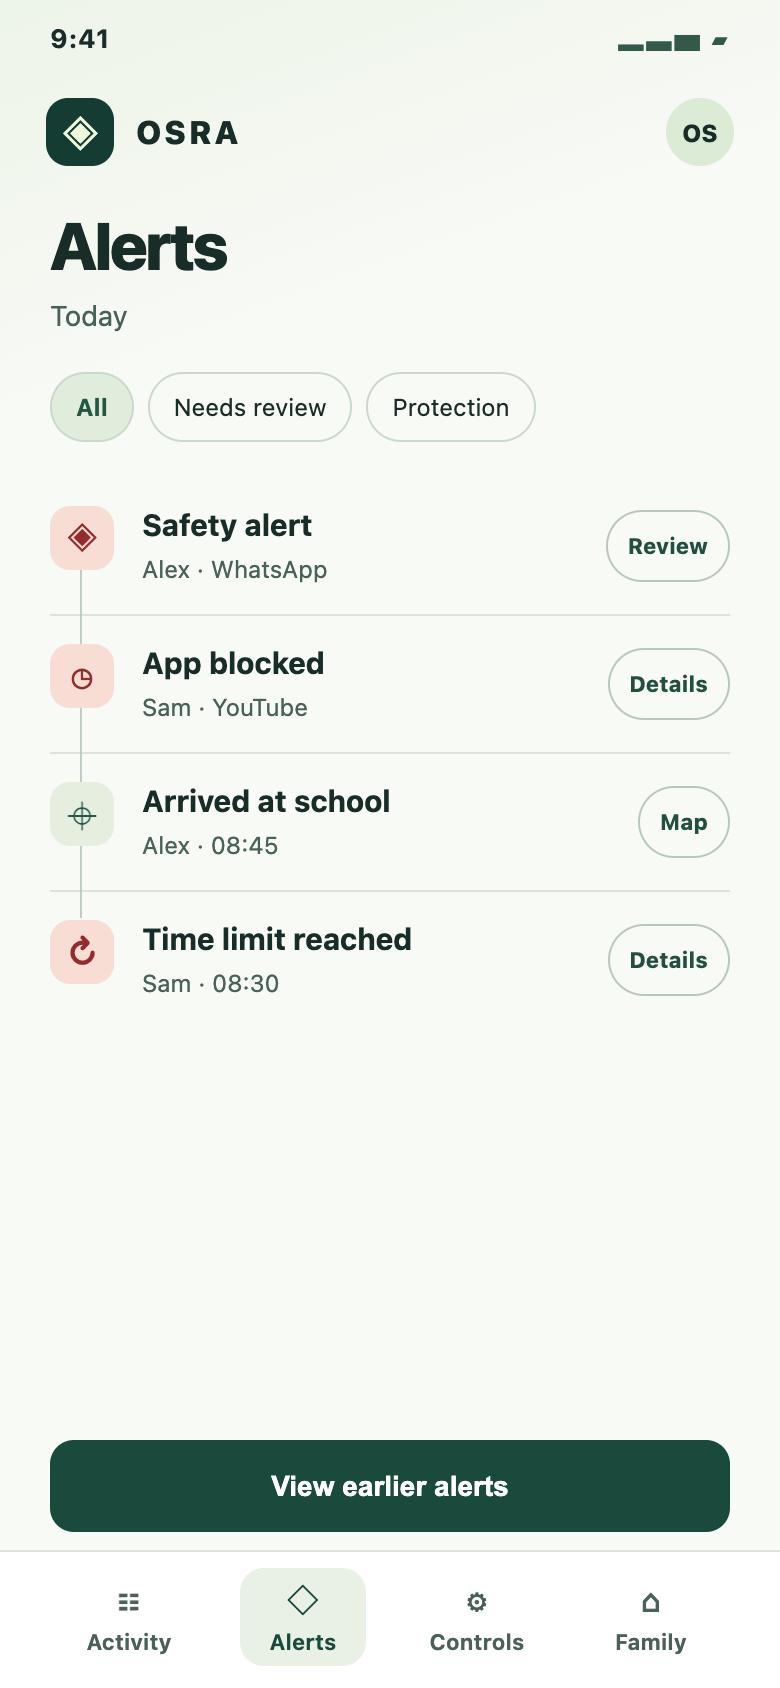 9:41
OSRA
OS
Alerts
Today
All
Needs review
Protection
Safety alert
Alex · WhatsApp
Review
App blocked
Sam · YouTube
Details
Arrived at school
Alex · 08:45
Map
Time limit reached
Sam · 08:30
Details
View earlier alerts
Activity
Alerts
Controls
Family